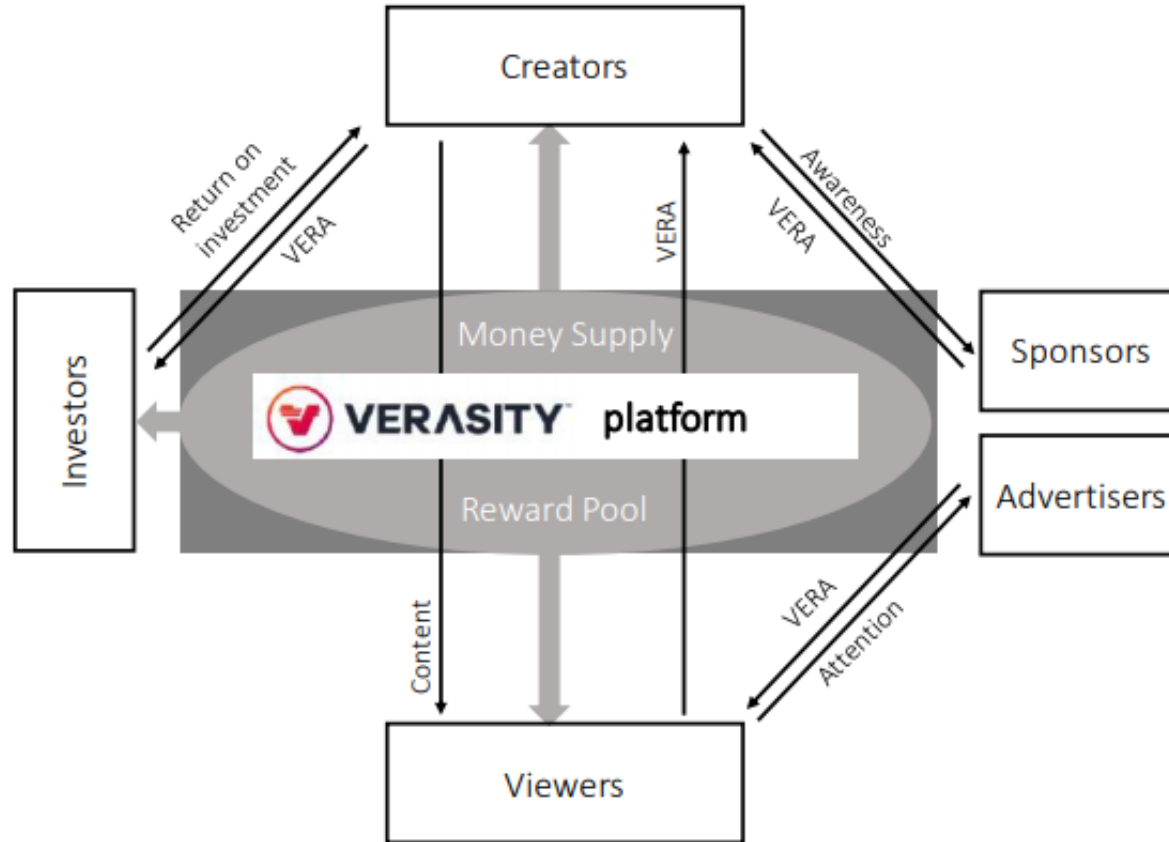 Creators
Return on
investment
VERA
VERA
Awareness
VERA
Investors
Money Supply
VERASITY™ platform
Reward Pool
Sponsors
Advertisers
Content
VERA
Attention
Viewers